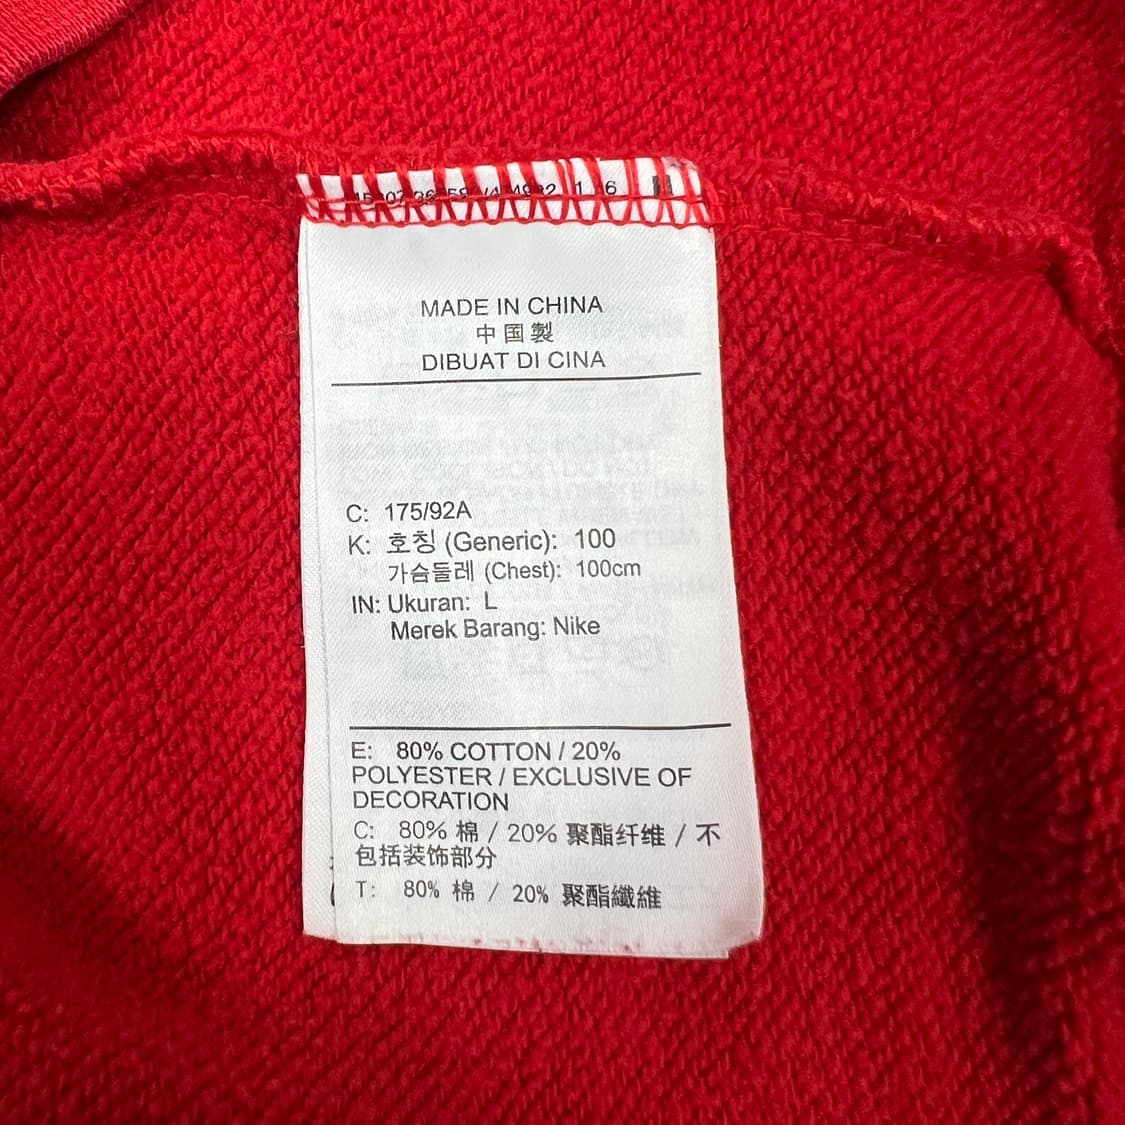 MADE IN CHINA
中国製
DIBUAT DI CINA
C: 175/92A
K: 호칭 (Generic): 100
가슴둘레 (Chest): 100cm
IN: Ukuran: L
Merek Barang: Nike
E: 80% COTTON / 20%
POLYESTER / EXCLUSIVE OF
DECORATION
C: 80% 棉 / 20% 聚酯纤维 / 不
包括装饰部分
T: 80% 棉 / 20% 聚酯纖維